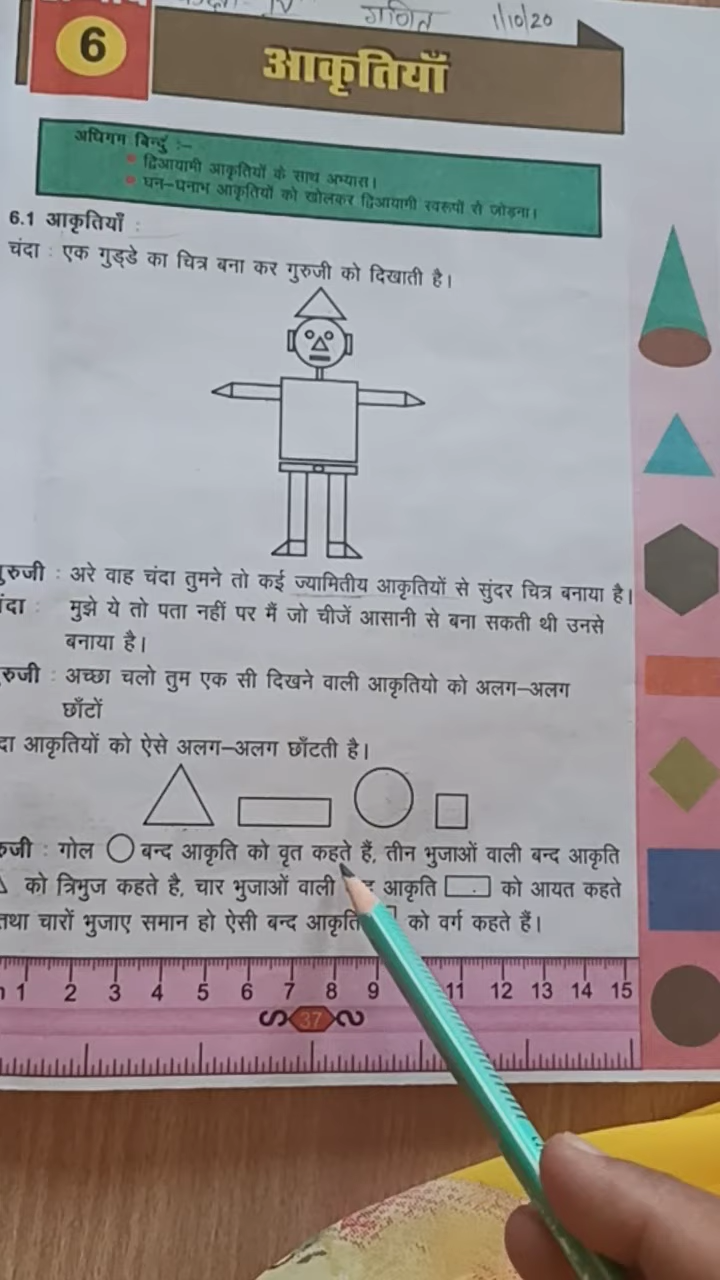 IV गणित 1/10/20
6 आकृतियाँ
अधिगम बिन्दु :–
द्विआयामी आकृतियों के साथ अभ्यास।
घन–घनाभ आकृतियों को खोलकर द्विआयामी स्वरूपों से जोड़ना।
6.1 आकृतियाँ :
चंदा : एक गुड्डे का चित्र बना कर गुरुजी को दिखाती है।
गुरुजी : अरे वाह चंदा तुमने तो कई ज्यामितीय आकृतियों से सुंदर चित्र बनाया है।
चंदा : मुझे ये तो पता नहीं पर मैं जो चीजें आसानी से बना सकती थी उनसे
बनाया है।
रुजी : अच्छा चलो तुम एक सी दिखने वाली आकृतियो को अलग–अलग
छाँटों
दा आकृतियों को ऐसे अलग–अलग छाँटती है।
रुजी : गोल बन्द आकृति को वृत कहते हैं, तीन भुजाओं वाली बन्द आकृति
को त्रिभुज कहते है, चार भुजाओं वाली आकृति को आयत कहते
तथा चारों भुजाए समान हो ऐसी बन्द आकृति को वर्ग कहते हैं।
1 2 3 4 5 6 7 8 9 11 12 13 14 15
37